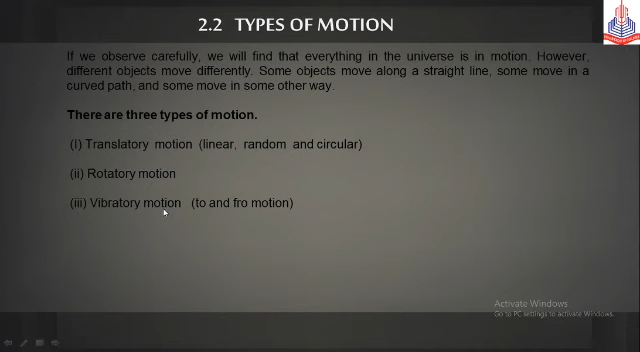 2.2 TYPES OF MOTION
If we observe carefully, we will find that everything in the universe is in motion. However,
different objects move differently. Some objects move along a straight line, some move in a
curved path, and some move in some other way.
There are three types of motion.
(I) Translatory motion (linear, random and circular)
(ii) Rotatory motion
(iii) Vibratory motion (to and fro motion)
Activate Windows
Go to PC settings to activate Windows.